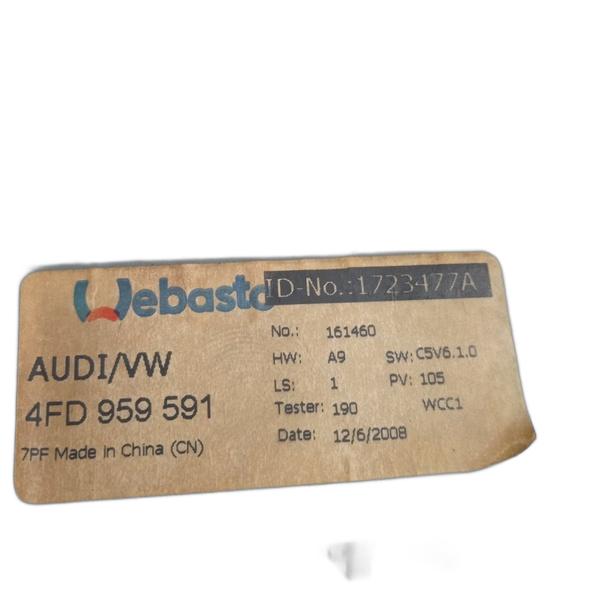 Webasto
ID-No.:1723477A
AUDI/VW
4FD 959 591
7PF Made in China (CN)
No.: 161460
HW: A9 SW: C5V6.1.0
LS: 1 PV: 105
Tester: 190 WCC1
Date: 12/6/2008